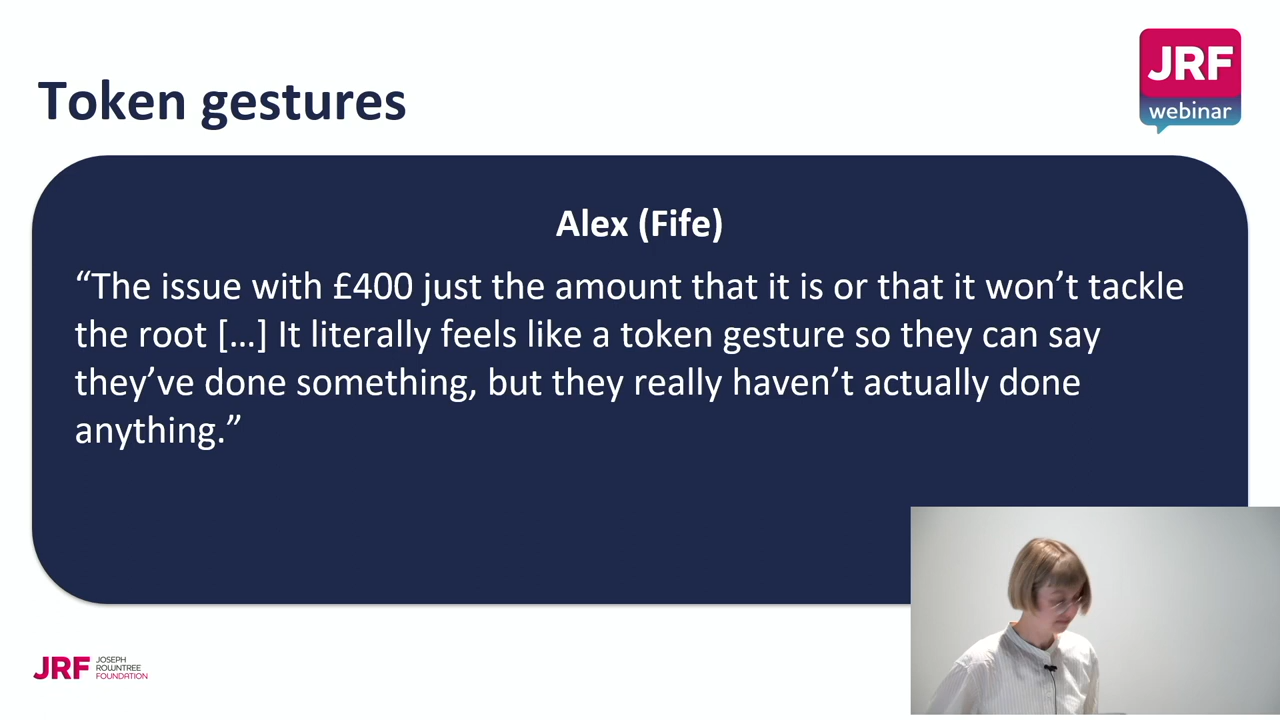 Token gestures
JRF
webinar
Alex (Fife)
“The issue with £400 just the amount that it is or that it won’t tackle
the root […] It literally feels like a token gesture so they can say
they’ve done something, but they really haven’t actually done
anything.”
JRF
JOSEPH
ROWNTREE
FOUNDATION